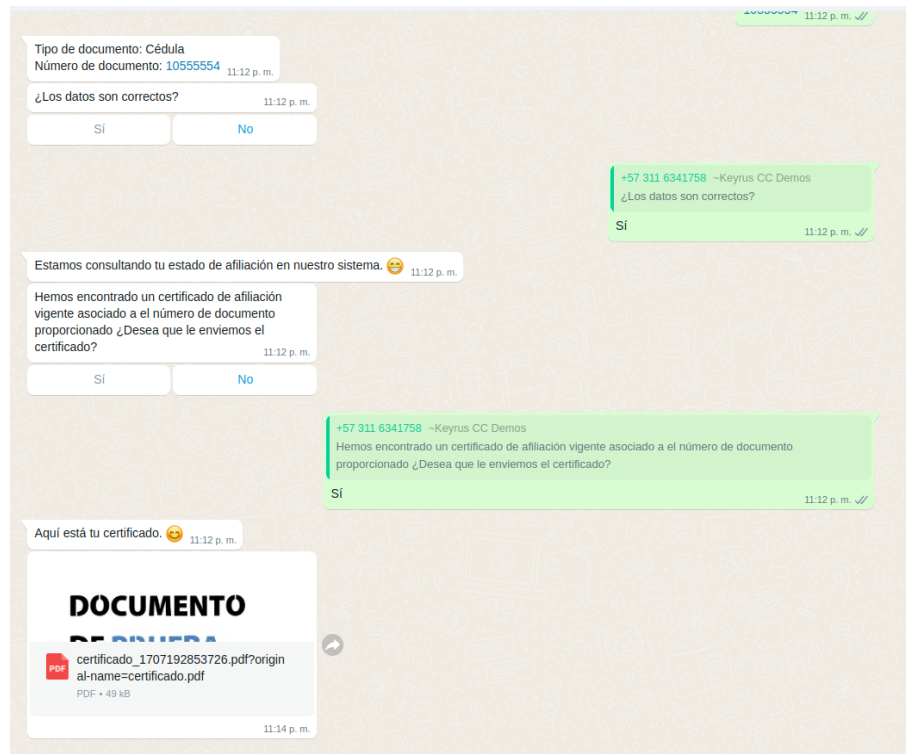 11:12 p. m.
Tipo de documento: Cédula
Número de documento: 10555554
11:12 p. m.
¿Los datos son correctos?
11:12 p. m.
Sí
No
+57 311 6341758 ~Keyrus CC Demos
¿Los datos son correctos?
Sí
11:12 p. m.
Estamos consultando tu estado de afiliación en nuestro sistema. 😁
11:12 p. m.
Hemos encontrado un certificado de afiliación
vigente asociado a el número de documento
proporcionado ¿Desea que le enviemos el
certificado?
11:12 p. m.
Sí
No
+57 311 6341758 ~Keyrus CC Demos
Hemos encontrado un certificado de afiliación vigente asociado a el número de documento
proporcionado ¿Desea que le enviemos el certificado?
Sí
11:12 p. m.
Aquí está tu certificado. 😊
11:12 p. m.
DOCUMENTO
DE PRUEBA
PDF
certificado_1707192853726.pdf?origin
al-name=certificado.pdf
PDF • 49 kB
11:14 p. m.